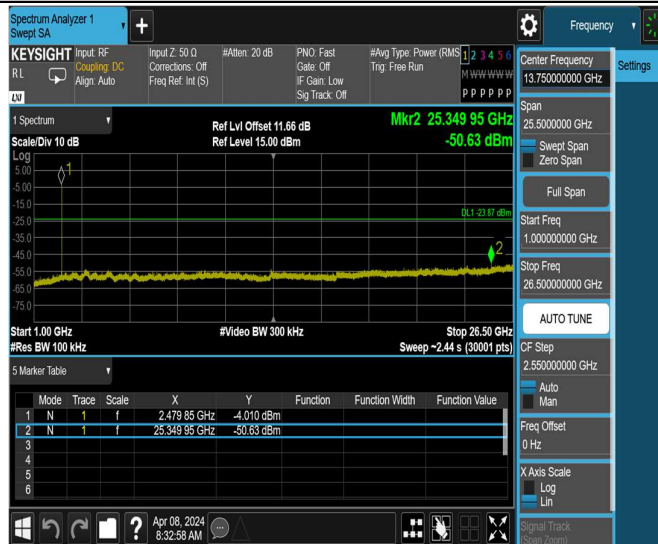 Spectrum Analyzer 1
Swept SA
+
Frequency
KEYSIGHT
Input: RF
Coupling: DC
Align: Auto
Input Z: 50 Ω
Corrections: Off
Freq Ref: Int (S)
#Atten: 20 dB
PNO: Fast
Gate: Off
IF Gain: Low
Sig Track: Off
#Avg Type: Power (RMS
Trig: Free Run
1 2 3 4 5 6
M W W W W W
P P P P P P
R L
LXI
1 Spectrum
Scale/Div 10 dB
Ref Lvl Offset 11.66 dB
Ref Level 15.00 dBm
Mkr2 25.349 95 GHz
-50.63 dBm
Log
5.00
-5.00
-15.0
-25.0
-35.0
-45.0
-55.0
-65.0
-75.0
1
DL1 -23.87 dBm
2
Start 1.00 GHz
#Res BW 100 kHz
#Video BW 300 kHz
Stop 26.50 GHz
Sweep ~2.44 s (30001 pts)
5 Marker Table
Mode Trace Scale X Y Function Function Width Function Value
1 N 1 f 2.479 85 GHz -4.010 dBm
2 N 1 f 25.349 95 GHz -50.63 dBm
3
4
5
6
?
Apr 08, 2024
8:32:58 AM
Center Frequency
13.750000000 GHz
Settings
Span
25.5000000 GHz
Swept Span
Zero Span
Full Span
Start Freq
1.000000000 GHz
Stop Freq
26.500000000 GHz
AUTO TUNE
CF Step
2.550000000 GHz
Auto
Man
Freq Offset
0 Hz
X Axis Scale
Log
Lin
Signal Track
(Span Zoom)